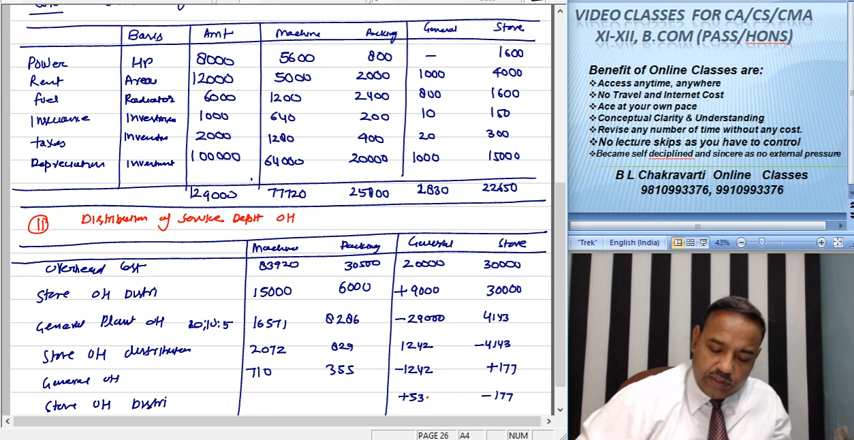 Basis Amt Machine Packing General Store
Power HP 8000 5600 800 — 1600
Rent Area 12000 5000 2000 1000 4000
Fuel Radiator 6000 1200 2400 800 1600
Insurance Investmen 1000 640 200 10 150
taxes Investm 2000 1280 400 20 300
Depreciation Investment 100000 64000 20000 1000 15000
129000 77720 25800 2830 22650
II Distribution of Service Deptt OH
Machine Packing General Store
Overhead Cost 83920 30500 20000 30000
Store OH Distri 15000 6000 +9000 30000
General Plant OH 20:10:5 16571 8286 -29000 4143
Store OH distribution 2072 829 1242 -4143
General OH 710 355 -1242 +177
Store OH Distri +53 -177
PAGE 26 A4 NUM
VIDEO CLASSES FOR CA/CS/CMA
XI-XII, B.COM (PASS/HONS)
Benefit of Online Classes are:
❖Access anytime, anywhere
❖No Travel and Internet Cost
❖Ace at your own pace
❖Conceptual Clarity & Understanding
❖Revise any number of time without any cost.
❖No lecture skips as you have to control
❖Became self deciplined and sincere as no external pressure
B L Chakravarti Online Classes
9810993376, 9910993376
"Trek" English (India) 43%